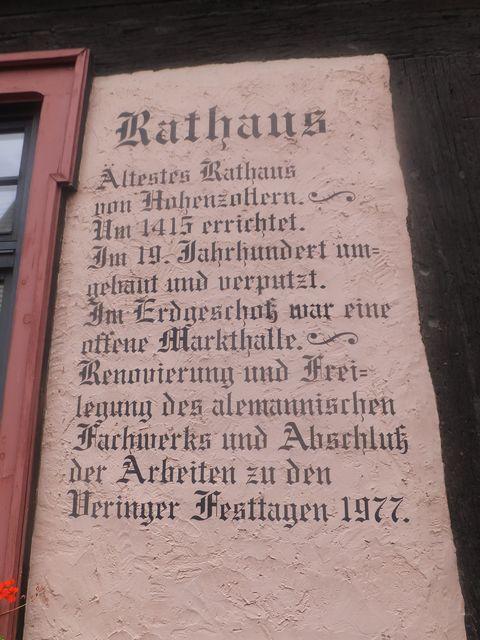 Rathaus
Ältestes Rathaus
von Hohenzollern.
Um 1415 errichtet.
Im 19. Jahrhundert um=
gebaut und verputzt.
Im Erdgeschoß war eine
offene Markthalle.
Renovierung und Frei=
legung des alemannischen
Fachwerks und Abschluß
der Arbeiten zu den
Veringer Festtagen 1977.